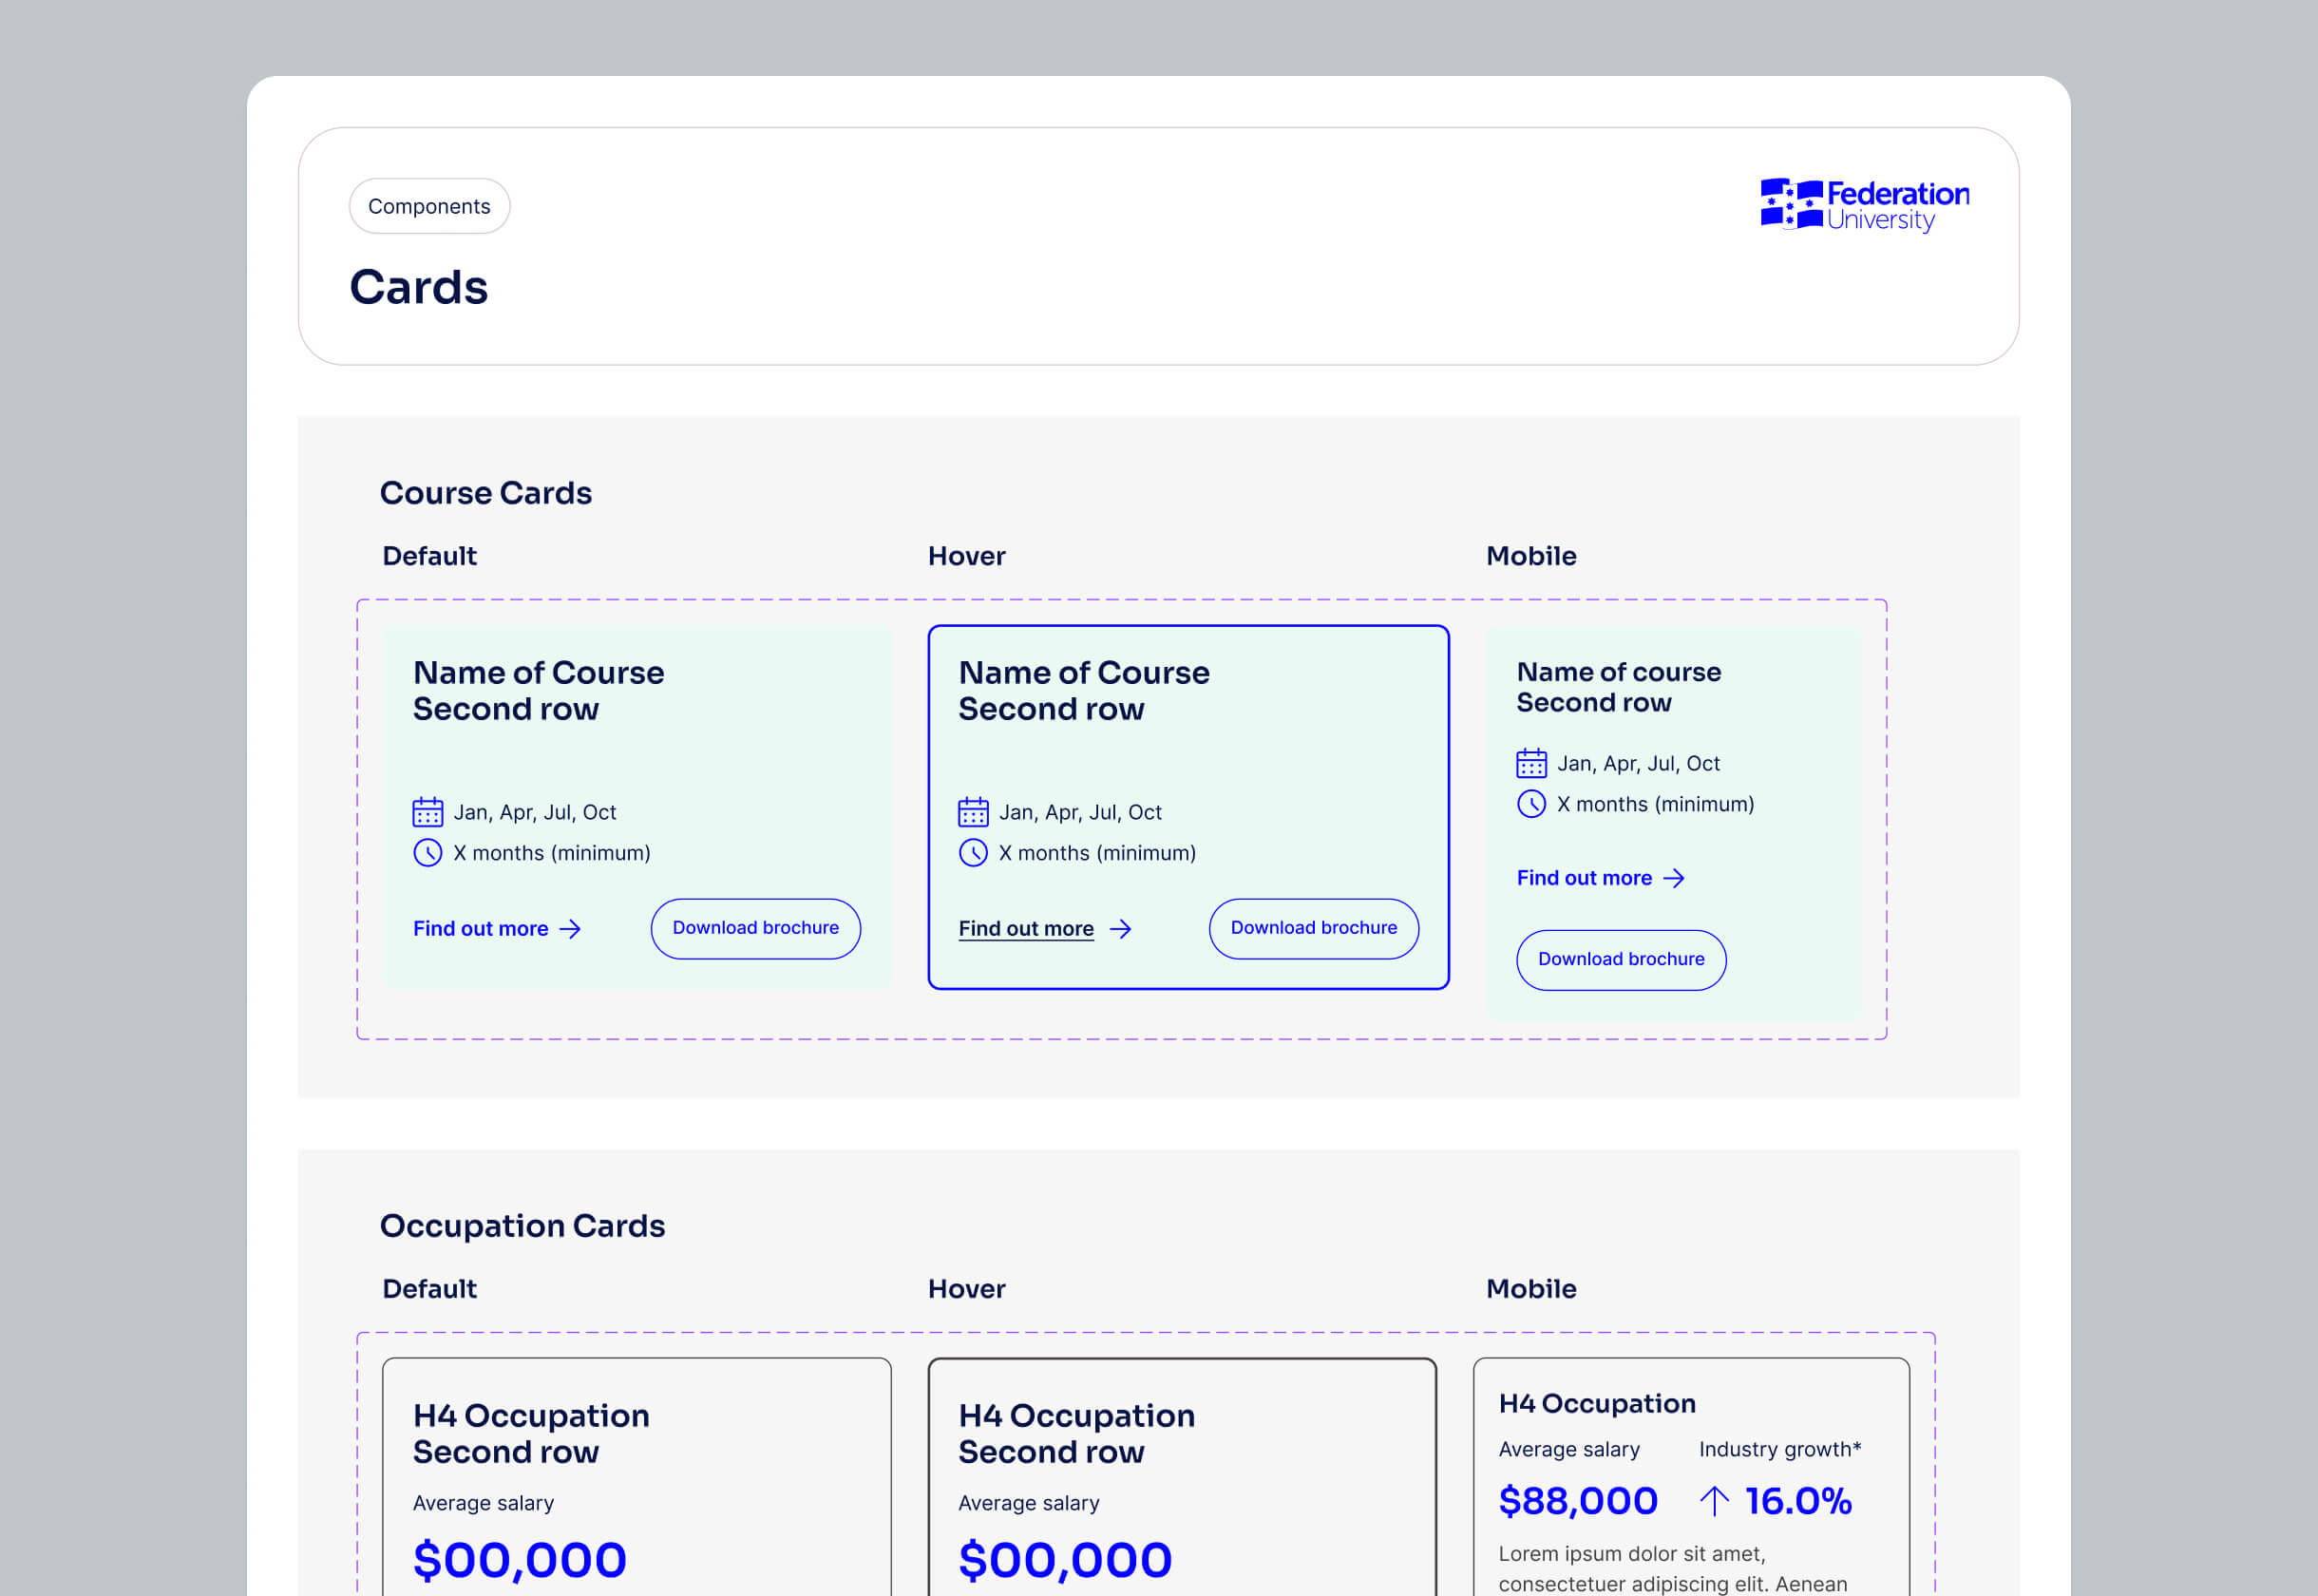 Components
Federation
University
Cards
Course Cards
Default
Hover
Mobile
Name of Course
Second row
Jan, Apr, Jul, Oct
X months (minimum)
Find out more
Download brochure
Name of Course
Second row
Jan, Apr, Jul, Oct
X months (minimum)
Find out more
Download brochure
Name of course
Second row
Jan, Apr, Jul, Oct
X months (minimum)
Find out more
Download brochure
Occupation Cards
Default
Hover
Mobile
H4 Occupation
Second row
Average salary
$00,000
H4 Occupation
Second row
Average salary
$00,000
H4 Occupation
Average salary
Industry growth*
$88,000
16.0%
Lorem ipsum dolor sit amet,
consectetuer adipiscing elit. Aenean